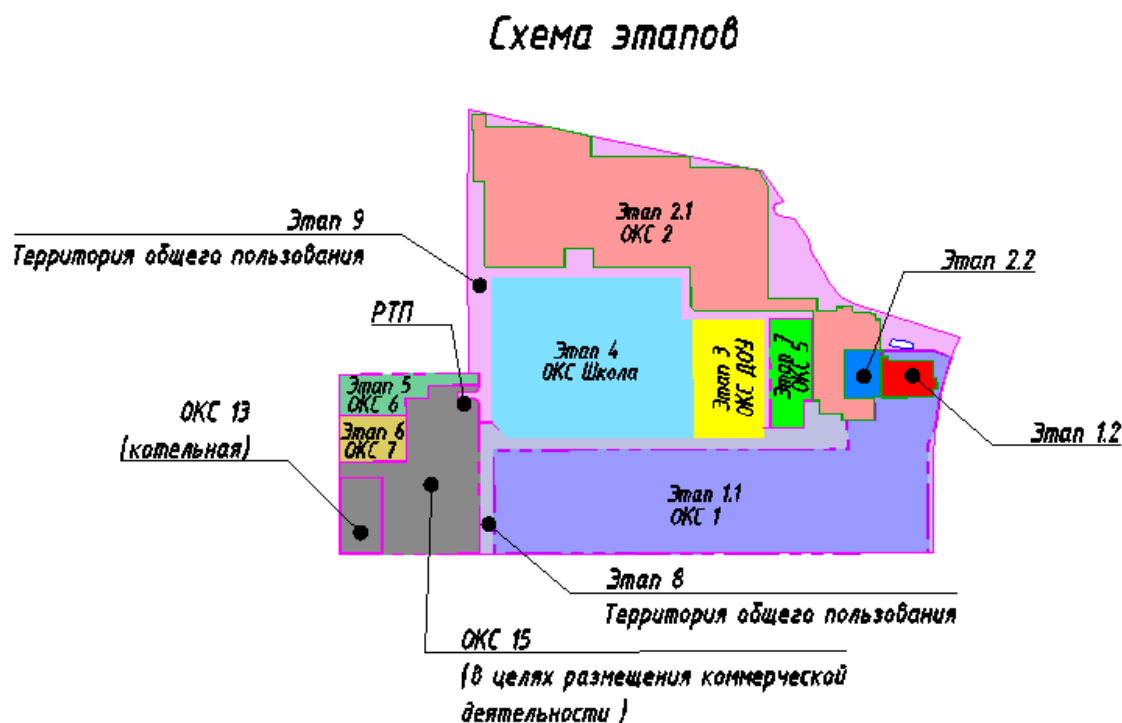 Схема этапов
Этап 2.1
ОКС 2
Этап 9
Территория общего пользования
Этап 2.2
РТП
Этап 4
ОКС Школа
Этап 3
ОКС ДОУ
Этап 7
ОКС 5
Этап 5
ОКС 6
ОКС 13
(котельная)
Этап 6
ОКС 7
Этап 1.2
Этап 1.1
ОКС 1
Этап 8
Территория общего пользования
ОКС 15
(В целях размещения коммерческой
деятельности )